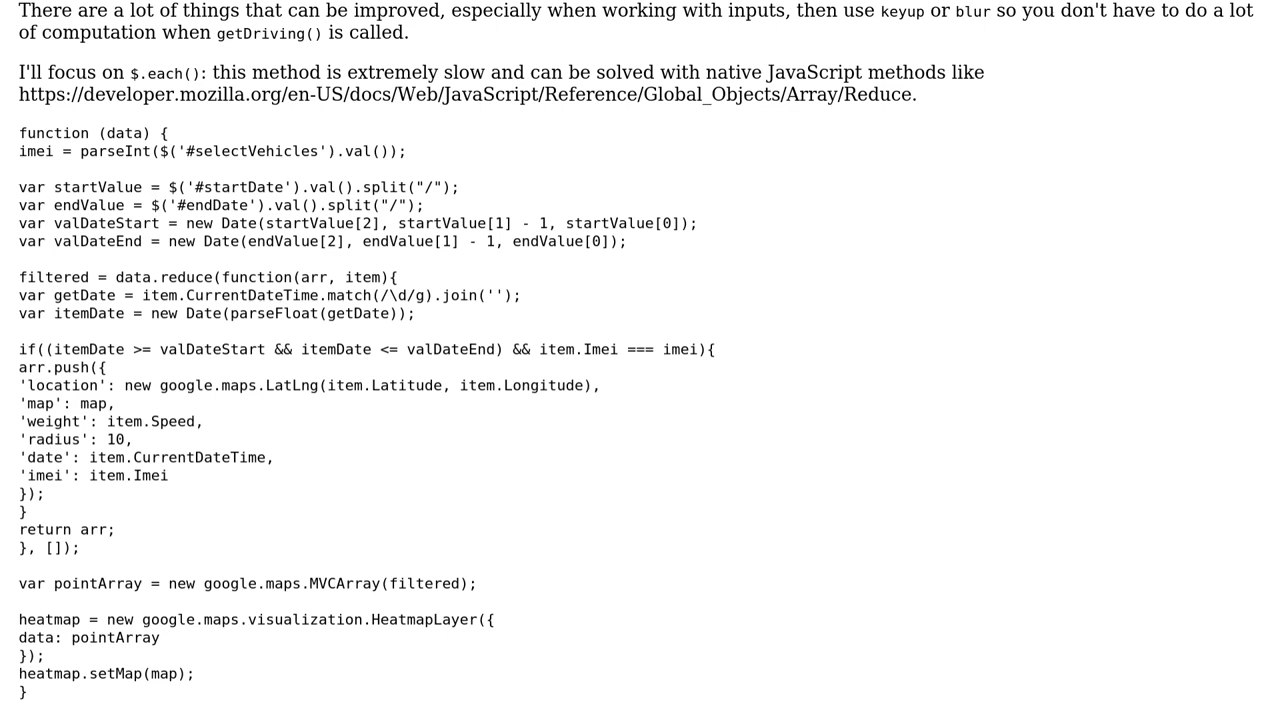 There are a lot of things that can be improved, especially when working with inputs, then use keyup or blur so you don't have to do a lot
of computation when getDriving() is called.
I'll focus on $.each(): this method is extremely slow and can be solved with native JavaScript methods like
https://developer.mozilla.org/en-US/docs/Web/JavaScript/Reference/Global_Objects/Array/Reduce.
function (data) {
imei = parseInt($('#selectVehicles').val());
var startValue = $('#startDate').val().split("/");
var endValue = $('#endDate').val().split("/");
var valDateStart = new Date(startValue[2], startValue[1] - 1, startValue[0]);
var valDateEnd = new Date(endValue[2], endValue[1] - 1, endValue[0]);
filtered = data.reduce(function(arr, item){
var getDate = item.CurrentDateTime.match(/\d/g).join('');
var itemDate = new Date(parseFloat(getDate));
if((itemDate >= valDateStart && itemDate <= valDateEnd) && item.Imei === imei){
arr.push({
'location': new google.maps.LatLng(item.Latitude, item.Longitude),
'map': map,
'weight': item.Speed,
'radius': 10,
'date': item.CurrentDateTime,
'imei': item.Imei
});
}
return arr;
}, []);
var pointArray = new google.maps.MVCArray(filtered);
heatmap = new google.maps.visualization.HeatmapLayer({
data: pointArray
});
heatmap.setMap(map);
}